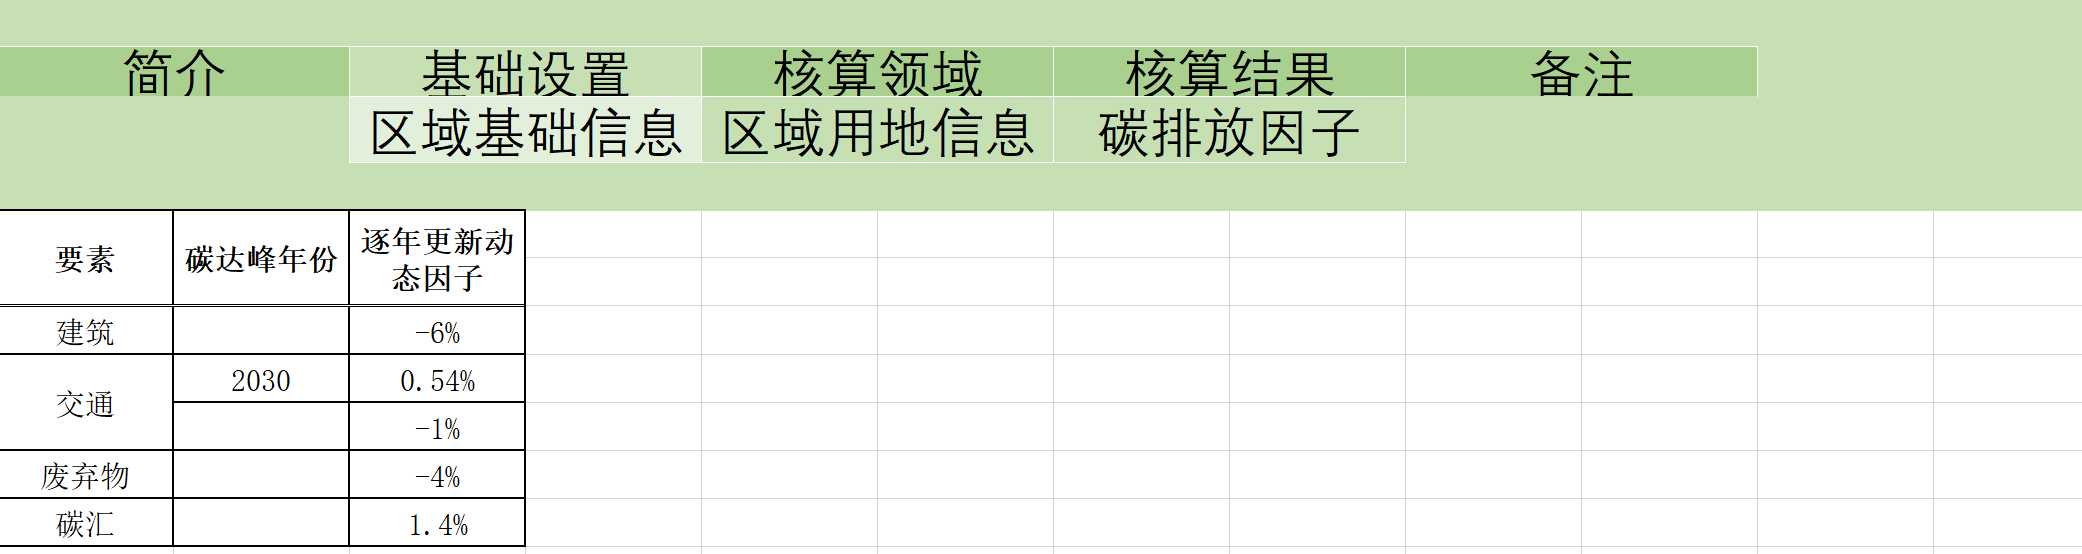 简介 基础设置 核算领域 核算结果 备注
区域基础信息 区域用地信息 碳排放因子
要素 碳达峰年份 逐年更新动
态因子
建筑 -6%
交通 2030 0.54%
-1%
废弃物 -4%
碳汇 1.4%